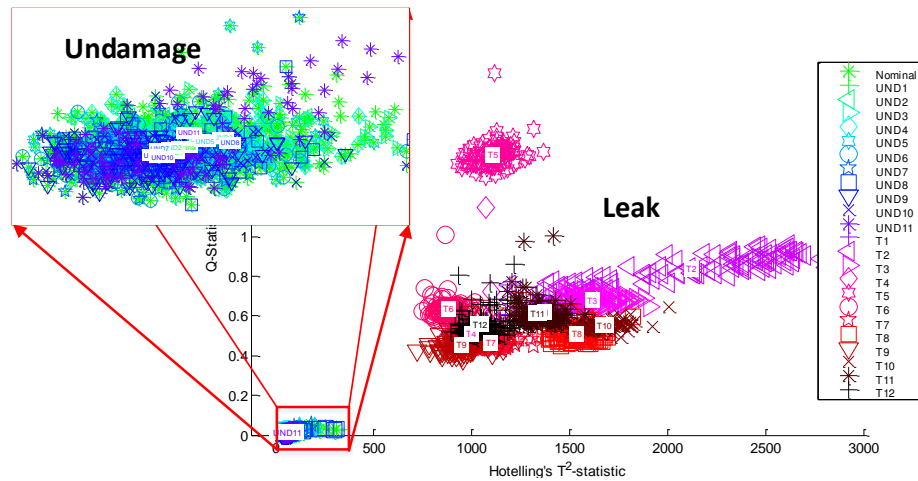 Undamage
UND11
UND5
UND8
UND10
Leak
T5
T2
T3
T6
T12
T4
T9
T7
T11
T8
T10
UND11
Q-Statis
1
0.8
0.6
0.4
0.2
0
0
500
1000
1500
2000
2500
3000
Hotelling's T²-statistic
Nominal
UND1
UND2
UND3
UND4
UND5
UND6
UND7
UND8
UND9
UND10
UND11
T1
T2
T3
T4
T5
T6
T7
T8
T9
T10
T11
T12